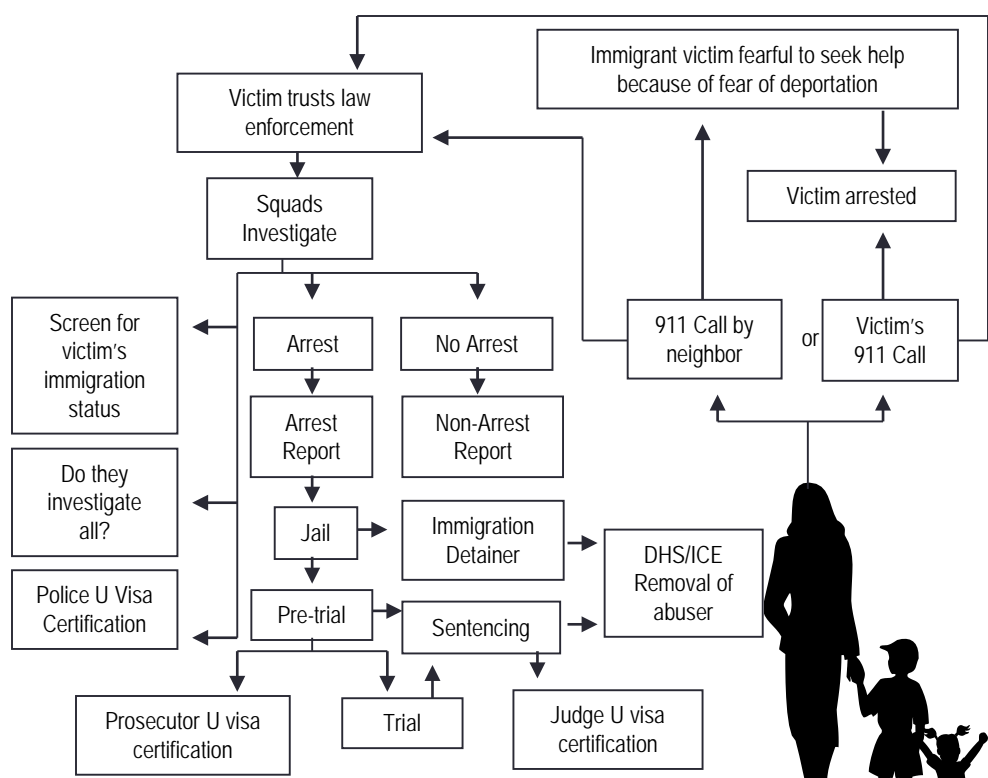 Immigrant victim fearful to seek help
because of fear of deportation
Victim trusts law
enforcement
Victim arrested
Squads
Investigate
Screen for
victim's
immigration
status
Arrest
No Arrest
911 Call by
neighbor
or
Victim's
911 Call
Arrest
Report
Non-Arrest
Report
Do they
investigate
all?
Jail
Immigration
Detainer
DHS/ICE
Removal of
abuser
Police U Visa
Certification
Pre-trial
Sentencing
Prosecutor U visa
certification
Trial
Judge U visa
certification